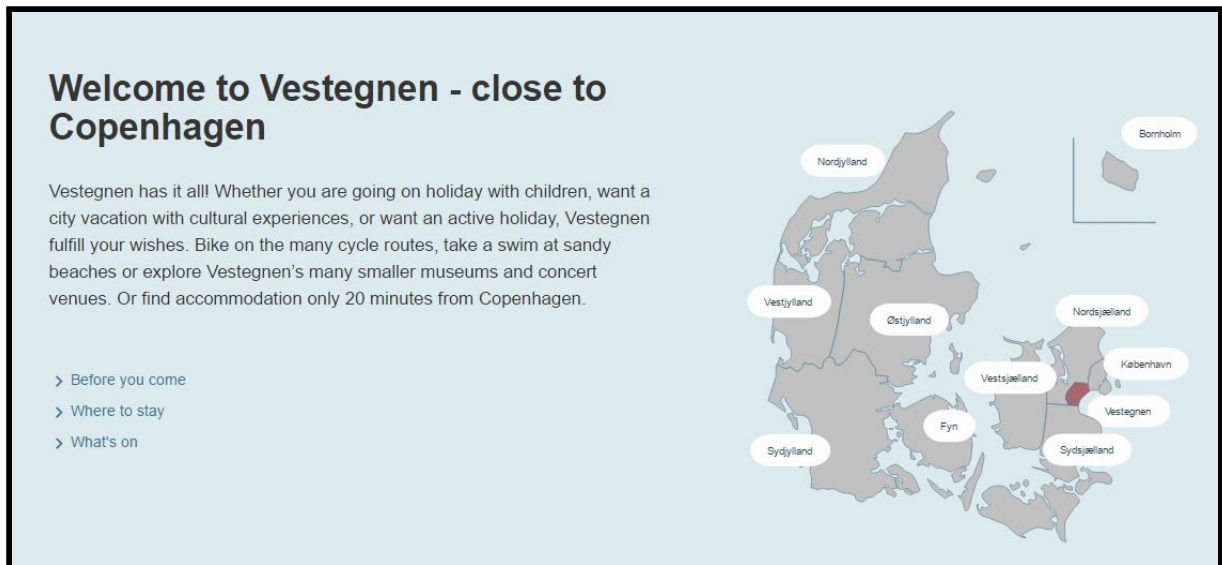 Welcome to Vestegnen - close to
Copenhagen
Vestegnen has it all! Whether you are going on holiday with children, want a
city vacation with cultural experiences, or want an active holiday, Vestegnen
fulfill your wishes. Bike on the many cycle routes, take a swim at sandy
beaches or explore Vestegnen's many smaller museums and concert
venues. Or find accommodation only 20 minutes from Copenhagen.
Before you come
Where to stay
What's on
Bornholm
Nordjylland
Vestjylland
Østjylland
Nordsjælland
København
Vestsjælland
Vestegnen
Fyn
Sydjylland
Sydsjælland